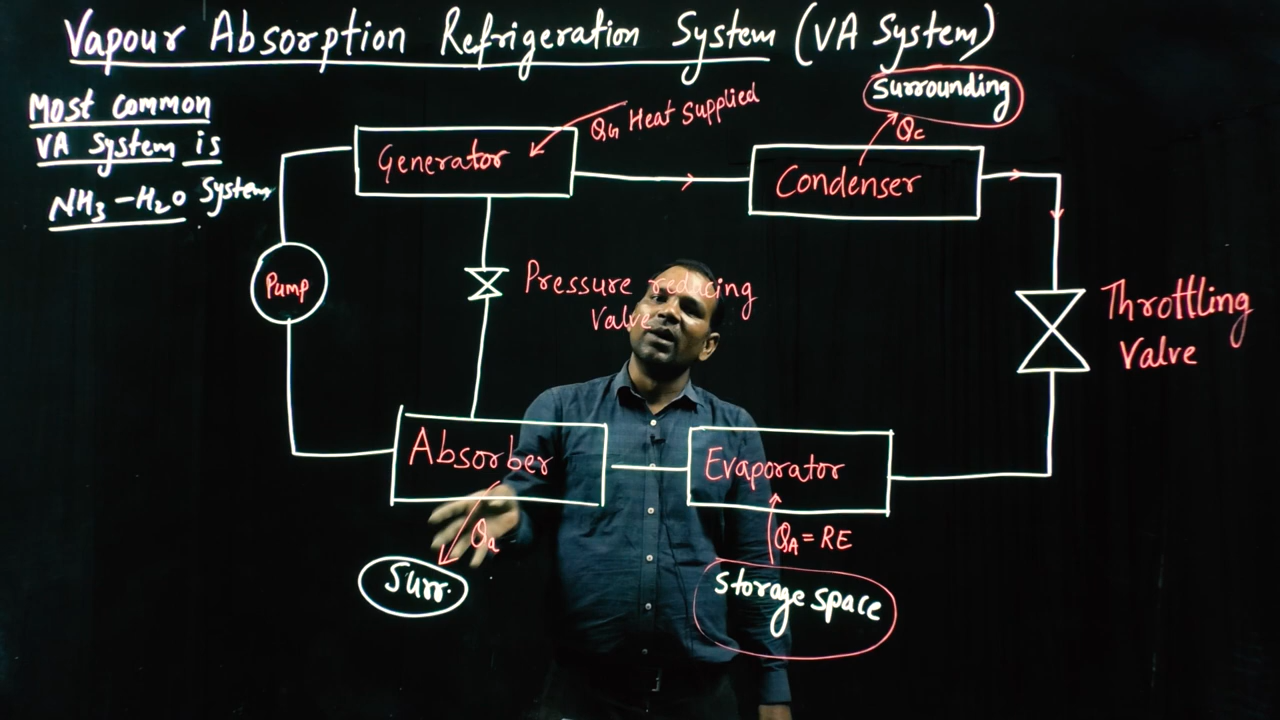 Vapour Absorption Refrigeration System (VA System)
Most common
VA System is
NH3-H2O System
QG Heat Supplied
Surrounding
Qc
Generator
Condenser
Pump
Pressure reducing
Valve
Throttling
Valve
Absorber
Evaporator
Qa
QA = RE
Surr.
Storage space